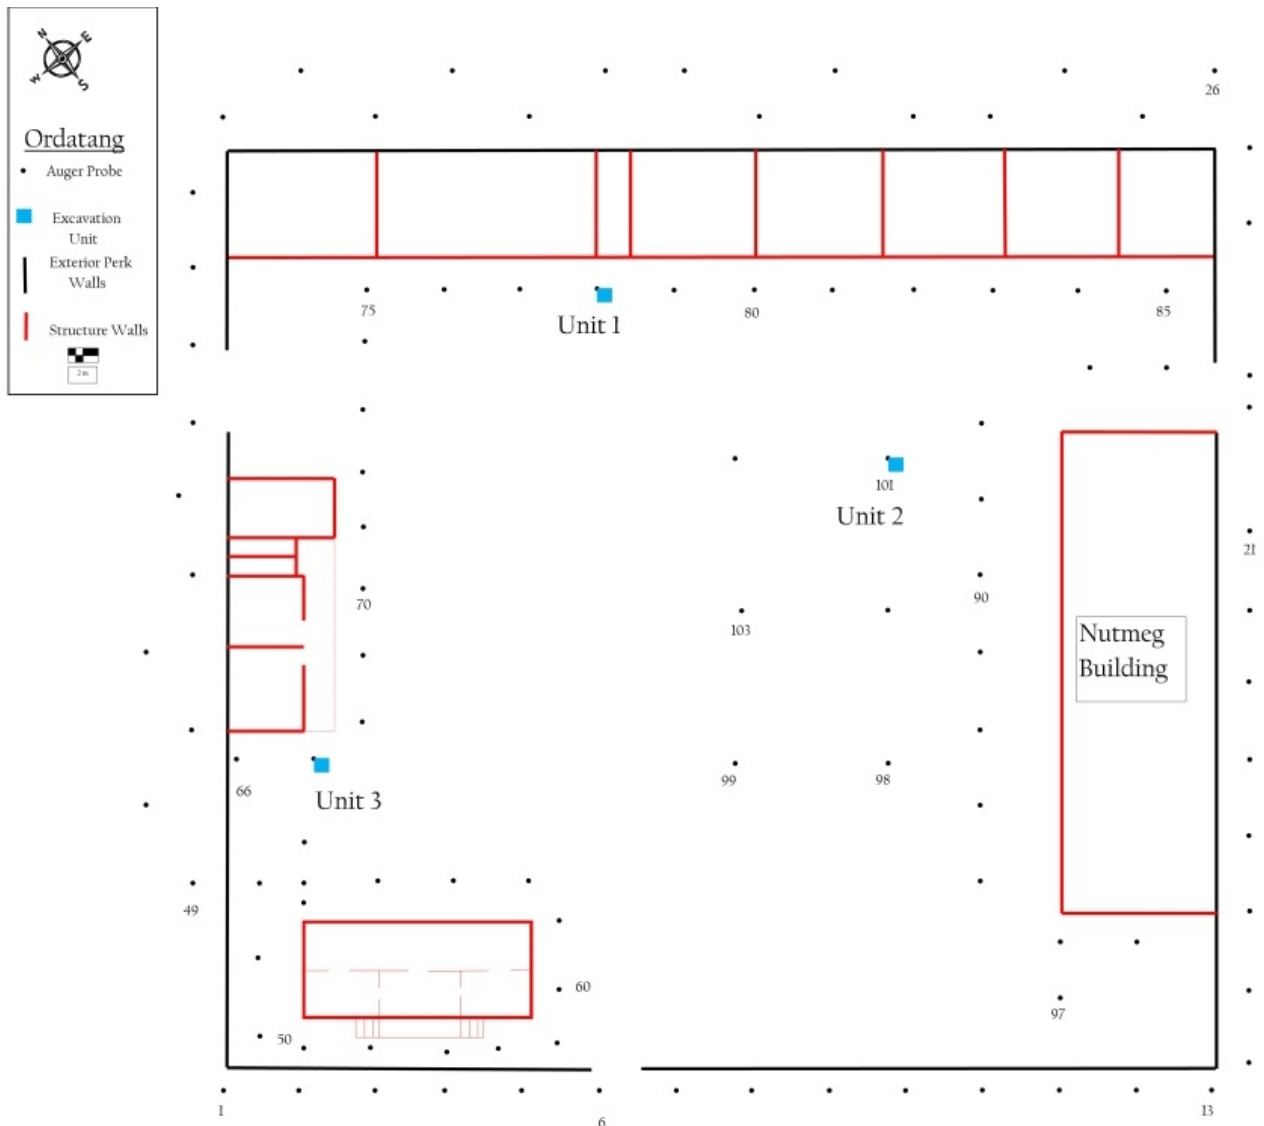 N
E
W
S
Ordatang
Auger Probe
Excavation
Unit
Exterior Perk
Walls
Structure Walls
2 m
26
75
80
85
Unit 1
101
Unit 2
21
70
90
103
Nutmeg
Building
66
Unit 3
99
98
49
60
50
97
1
6
13